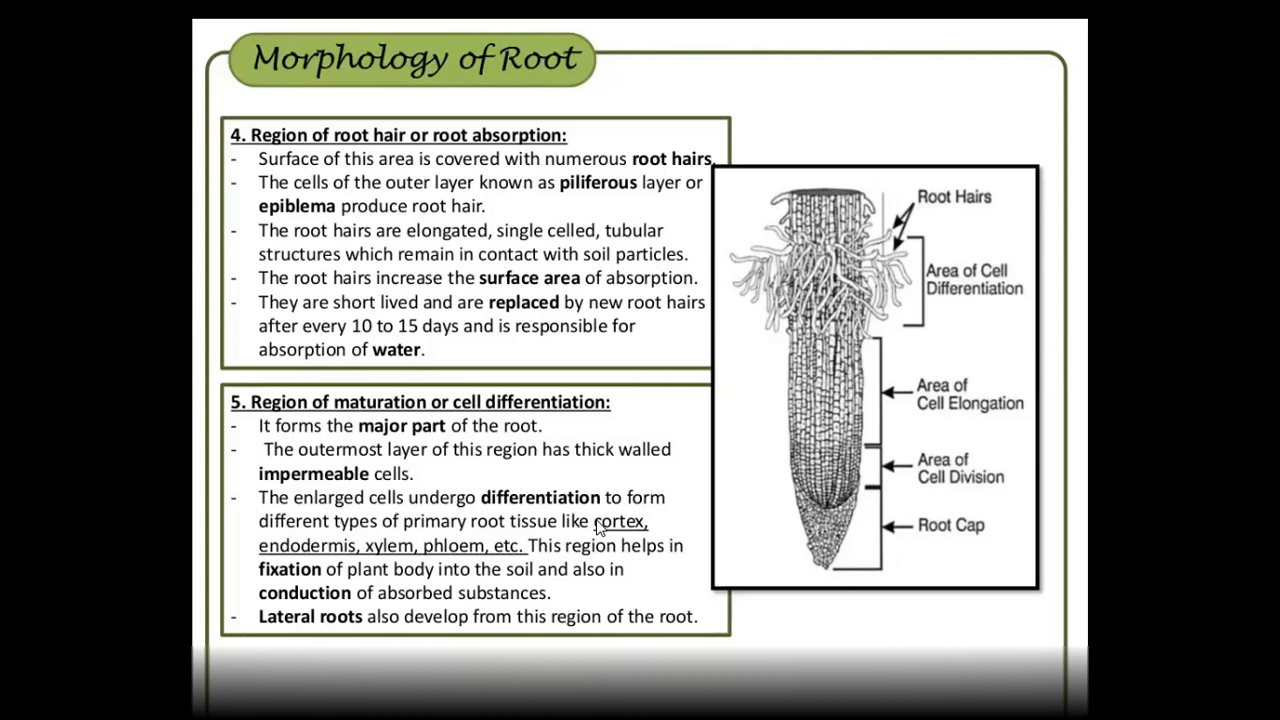 Morphology of Root
4. Region of root hair or root absorption:
- Surface of this area is covered with numerous root hairs.
- The cells of the outer layer known as piliferous layer or
epiblema produce root hair.
- The root hairs are elongated, single celled, tubular
structures which remain in contact with soil particles.
- The root hairs increase the surface area of absorption.
- They are short lived and are replaced by new root hairs
after every 10 to 15 days and is responsible for
absorption of water.
5. Region of maturation or cell differentiation:
- It forms the major part of the root.
- The outermost layer of this region has thick walled
impermeable cells.
- The enlarged cells undergo differentiation to form
different types of primary root tissue like cortex,
endodermis, xylem, phloem, etc. This region helps in
fixation of plant body into the soil and also in
conduction of absorbed substances.
- Lateral roots also develop from this region of the root.
Root Hairs
Area of Cell
Differentiation
Area of
Cell Elongation
Area of
Cell Division
Root Cap